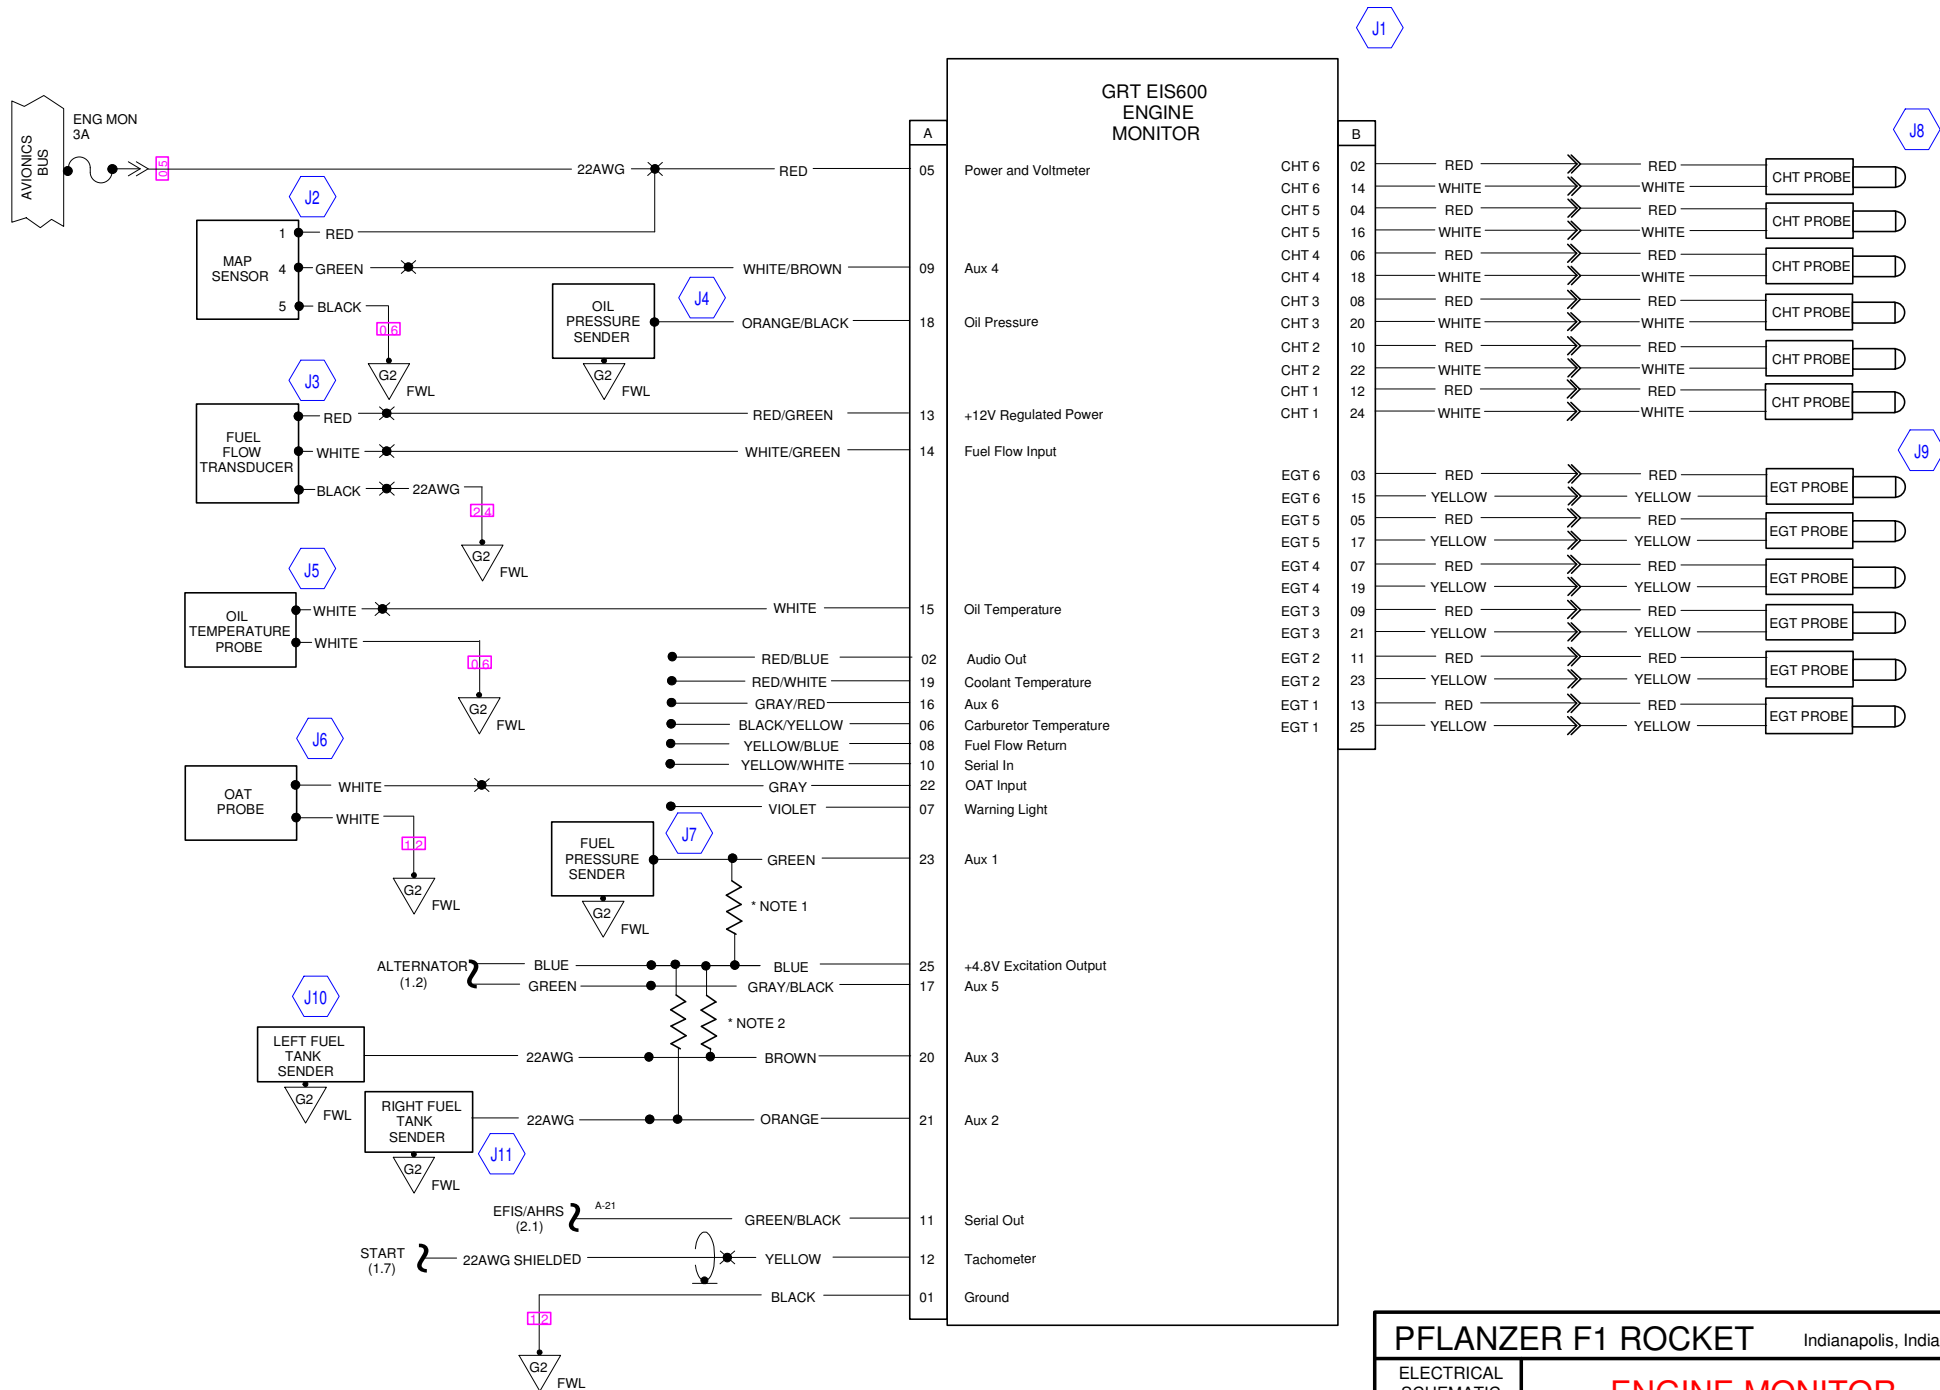 J1
GRT EIS600
ENGINE
MONITOR
AVIONICS
BUS
ENG MON
3A
0.5
22AWG
RED
A
05 Power and Voltmeter
J2
MAP
SENSOR
1 RED
4 GREEN
WHITE/BROWN
09 Aux 4
5 BLACK
0.6
G2
FWL
J4
OIL
PRESSURE
SENDER
ORANGE/BLACK
18 Oil Pressure
G2
FWL
J3
FUEL
FLOW
TRANSDUCER
RED
RED/GREEN
13 +12V Regulated Power
WHITE
WHITE/GREEN
14 Fuel Flow Input
BLACK
22AWG
2.4
G2
FWL
J5
OIL
TEMPERATURE
PROBE
WHITE
WHITE
15 Oil Temperature
WHITE
0.6
G2
FWL
RED/BLUE 02 Audio Out
RED/WHITE 19 Coolant Temperature
GRAY/RED 16 Aux 6
BLACK/YELLOW 06 Carburetor Temperature
YELLOW/BLUE 08 Fuel Flow Return
YELLOW/WHITE 10 Serial In
J6
OAT
PROBE
WHITE
GRAY
22 OAT Input
VIOLET 07 Warning Light
WHITE
1.2
G2
FWL
J7
FUEL
PRESSURE
SENDER
GREEN
23 Aux 1
G2
FWL
* NOTE 1
ALTERNATOR
(1.2)
BLUE
BLUE
25 +4.8V Excitation Output
GREEN
GRAY/BLACK
17 Aux 5
* NOTE 2
J10
LEFT FUEL
TANK
SENDER
22AWG
BROWN
20 Aux 3
G2
FWL
RIGHT FUEL
TANK
SENDER
22AWG
ORANGE
21 Aux 2
J11
G2
FWL
EFIS/AHRS
(2.1)
A-21
GREEN/BLACK
11 Serial Out
START
(1.7)
22AWG SHIELDED
YELLOW
12 Tachometer
BLACK
01 Ground
1.2
G2
FWL
B
J8
CHT 6 02 RED RED
CHT PROBE
CHT 6 14 WHITE WHITE
CHT 5 04 RED RED
CHT PROBE
CHT 5 16 WHITE WHITE
CHT 4 06 RED RED
CHT PROBE
CHT 4 18 WHITE WHITE
CHT 3 08 RED RED
CHT PROBE
CHT 3 20 WHITE WHITE
CHT 2 10 RED RED
CHT PROBE
CHT 2 22 WHITE WHITE
CHT 1 12 RED RED
CHT PROBE
CHT 1 24 WHITE WHITE
J9
EGT 6 03 RED RED
EGT PROBE
EGT 6 15 YELLOW YELLOW
EGT 5 05 RED RED
EGT PROBE
EGT 5 17 YELLOW YELLOW
EGT 4 07 RED RED
EGT PROBE
EGT 4 19 YELLOW YELLOW
EGT 3 09 RED RED
EGT PROBE
EGT 3 21 YELLOW YELLOW
EGT 2 11 RED RED
EGT PROBE
EGT 2 23 YELLOW YELLOW
EGT 1 13 RED RED
EGT PROBE
EGT 1 25 YELLOW YELLOW
PFLANZER F1 ROCKET Indianapolis, India
ELECTRICAL
SCHEMATIC
ENGINE MONITOR